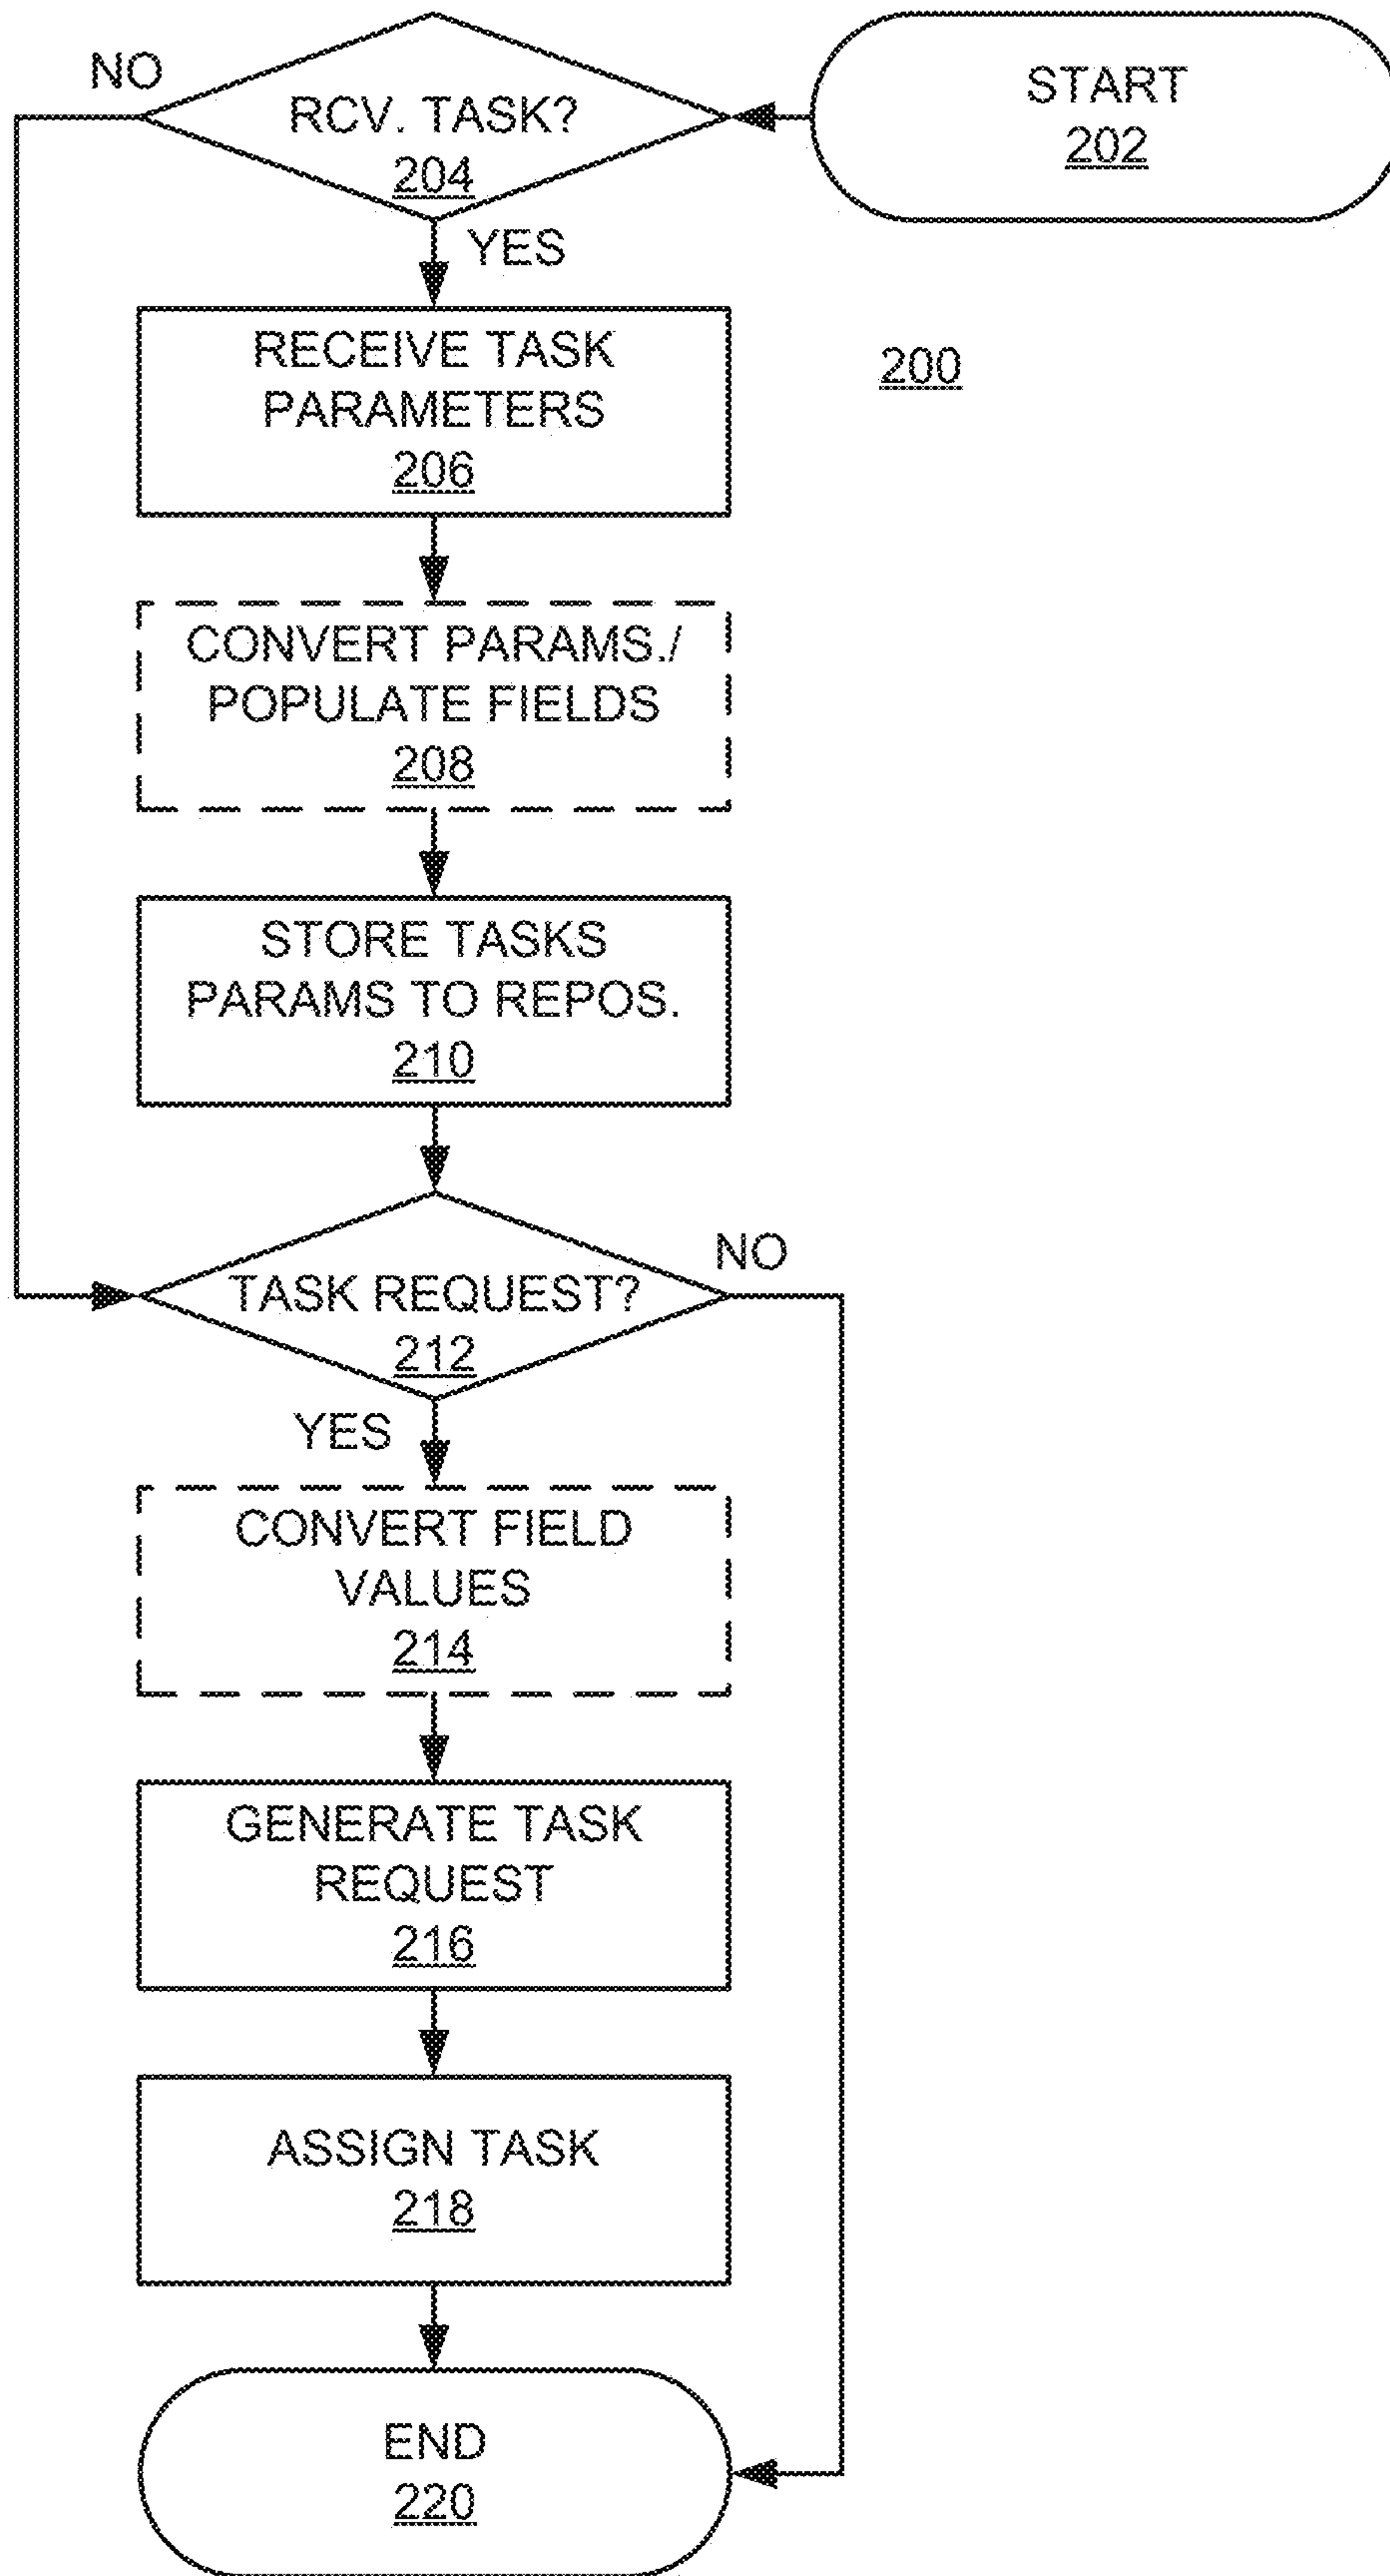 START
202
RCV. TASK?
204
NO
YES
RECEIVE TASK
PARAMETERS
206
200
CONVERT PARAMS./
POPULATE FIELDS
208
STORE TASKS
PARAMS TO REPOS.
210
TASK REQUEST?
212
NO
YES
CONVERT FIELD
VALUES
214
GENERATE TASK
REQUEST
216
ASSIGN TASK
218
END
220